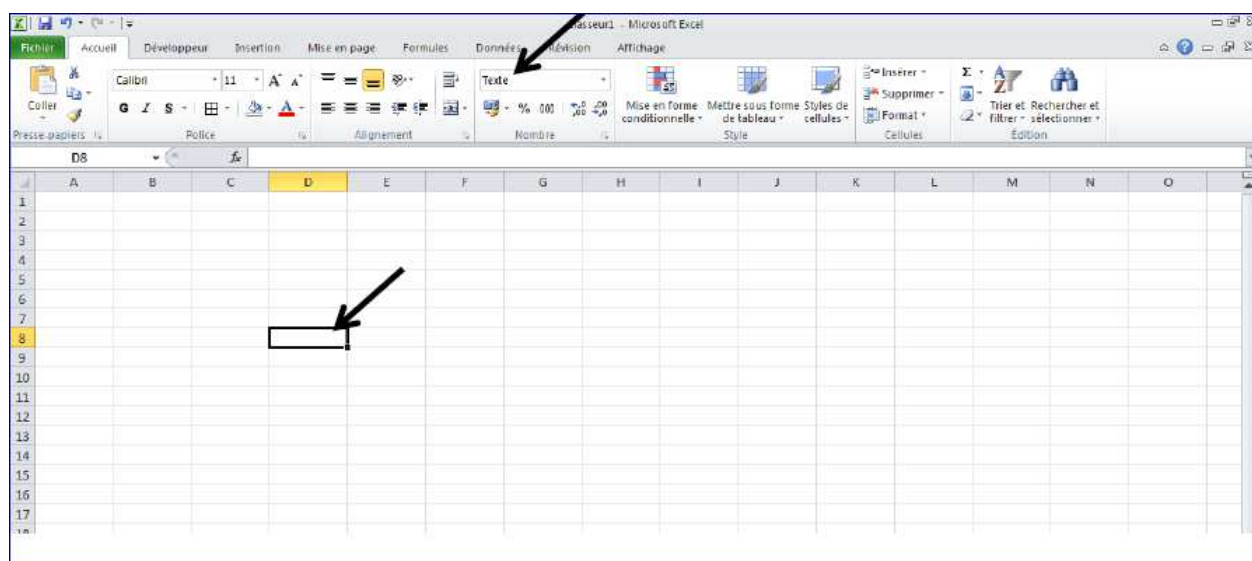 asseur1 - Microsoft Excel
Fichier Accueil Développeur Insertion Mise en page Formules Données Révision Affichage
Coller
Calibri 11 A A
Texte
Mise en forme conditionnelle
Mettre sous forme de tableau
Styles de cellules
Insérer
Supprimer
Format
Σ
Trier et filtrer
Rechercher et sélectionner
G I S A
% 000
Presse-papiers Police Alignement Nombre Style Cellules Édition
D8 fx
A B C D E F G H I J K L M N O
1
2
3
4
5
6
7
8
9
10
11
12
13
14
15
16
17